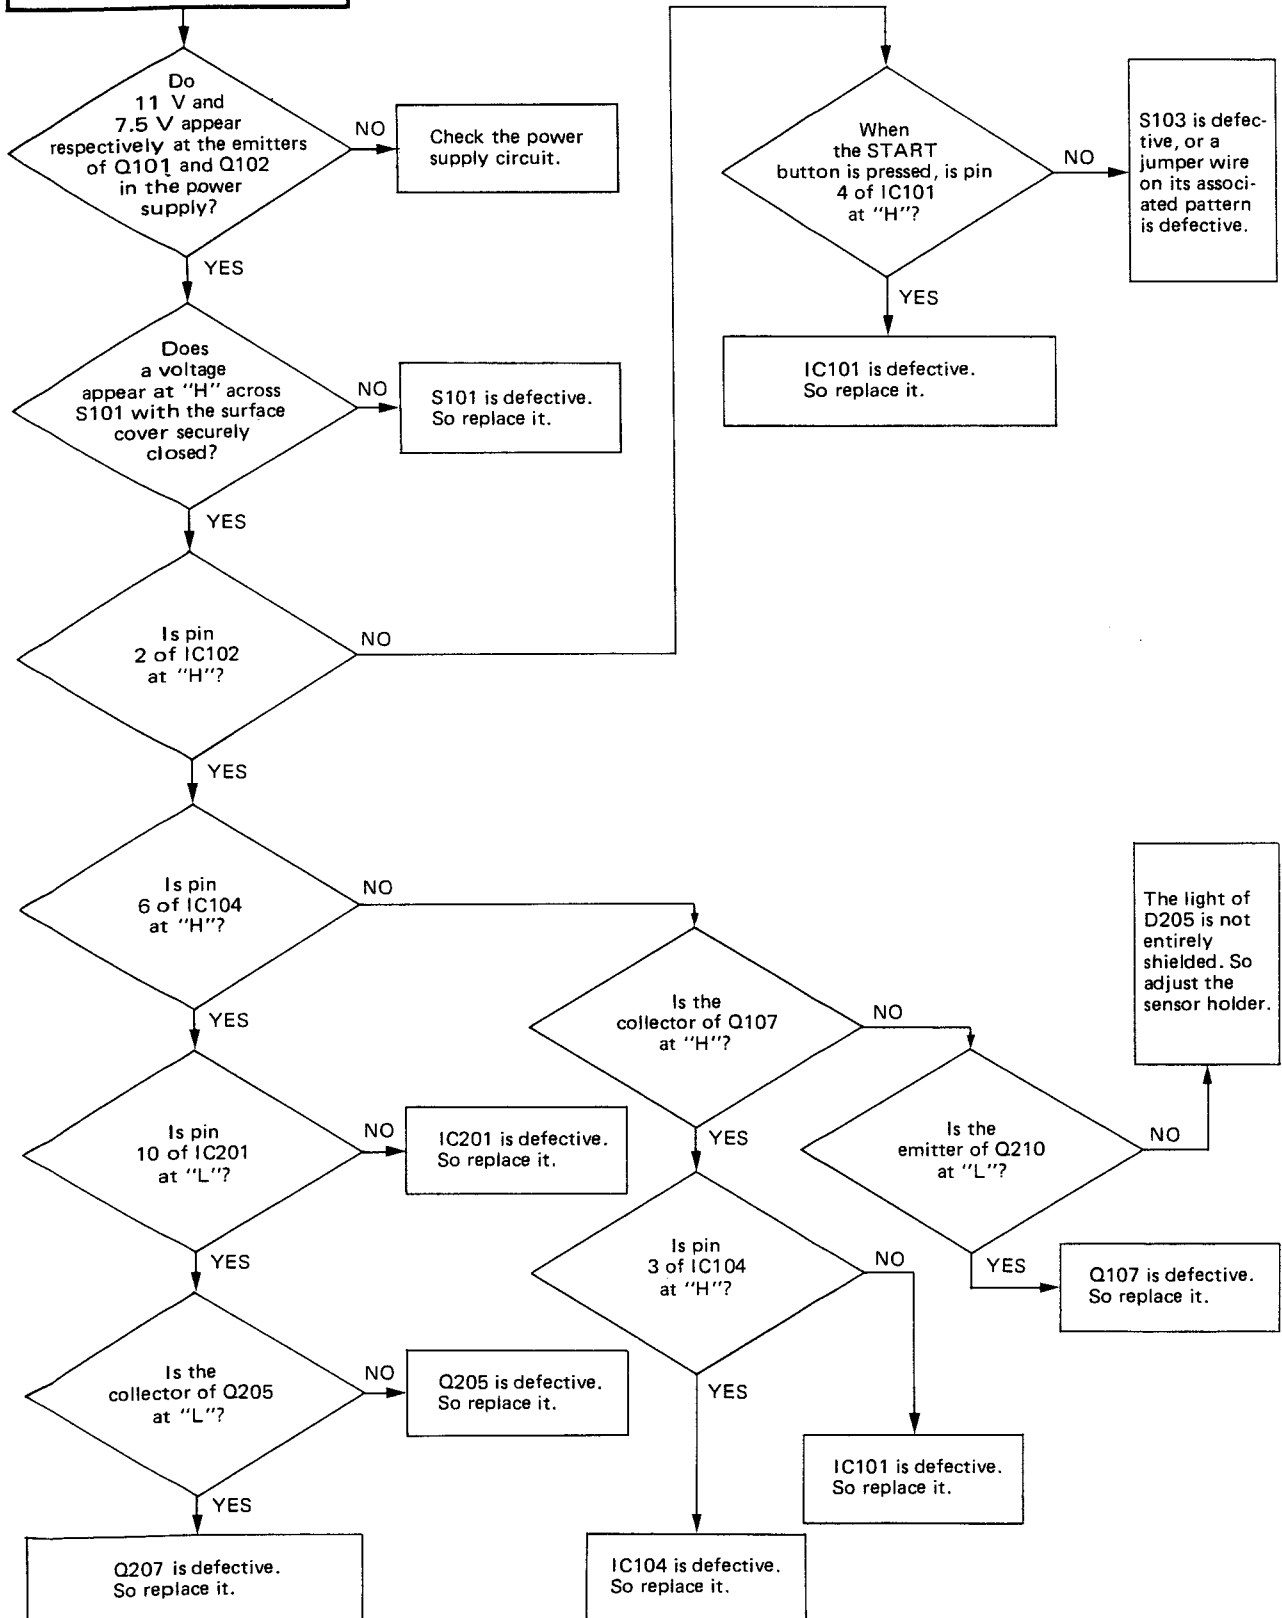 Do
11 V and
7.5 V appear
respectively at the emitters
of Q101 and Q102
in the power
supply?
NO
Check the power
supply circuit.
YES
Does
a voltage
appear at "H" across
S101 with the surface
cover securely
closed?
NO
S101 is defective.
So replace it.
YES
Is pin
2 of IC102
at "H"?
NO
When
the START
button is pressed, is pin
4 of IC101
at "H"?
NO
S103 is defec-
tive, or a
jumper wire
on its associ-
ated pattern
is defective.
YES
IC101 is defective.
So replace it.
YES
Is pin
6 of IC104
at "H"?
NO
Is the
collector of Q107
at "H"?
NO
Is the
emitter of Q210
at "L"?
NO
The light of
D205 is not
entirely
shielded. So
adjust the
sensor holder.
YES
Q107 is defective.
So replace it.
YES
Is pin
3 of IC104
at "H"?
NO
IC101 is defective.
So replace it.
YES
IC104 is defective.
So replace it.
YES
Is pin
10 of IC201
at "L"?
NO
IC201 is defective.
So replace it.
YES
Is the
collector of Q205
at "L"?
NO
Q205 is defective.
So replace it.
YES
Q207 is defective.
So replace it.